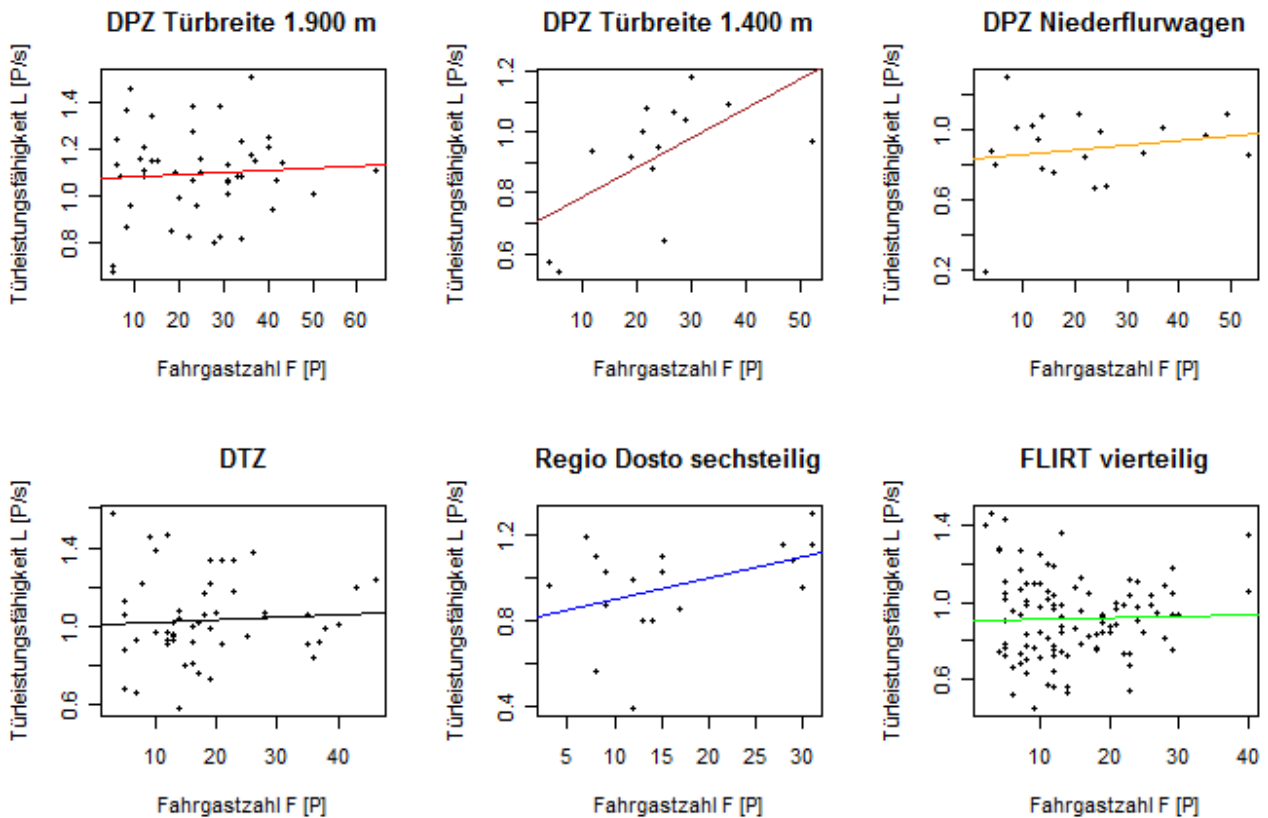 DPZ Türbreite 1.900 m
Türleistungsfähigkeit L [P/s]
0.8 1.0 1.2 1.4
10 20 30 40 50 60
Fahrgastzahl F [P]
DPZ Türbreite 1.400 m
Türleistungsfähigkeit L [P/s]
0.6 0.8 1.0 1.2
10 20 30 40 50
Fahrgastzahl F [P]
DPZ Niederflurwagen
Türleistungsfähigkeit L [P/s]
0.2 0.6 1.0
10 20 30 40 50
Fahrgastzahl F [P]
DTZ
Türleistungsfähigkeit L [P/s]
0.6 1.0 1.4
10 20 30 40
Fahrgastzahl F [P]
Regio Dosto sechsteilig
Türleistungsfähigkeit L [P/s]
0.4 0.8 1.2
5 10 15 20 25 30
Fahrgastzahl F [P]
FLIRT vierteilig
Türleistungsfähigkeit L [P/s]
0.6 1.0 1.4
10 20 30 40
Fahrgastzahl F [P]